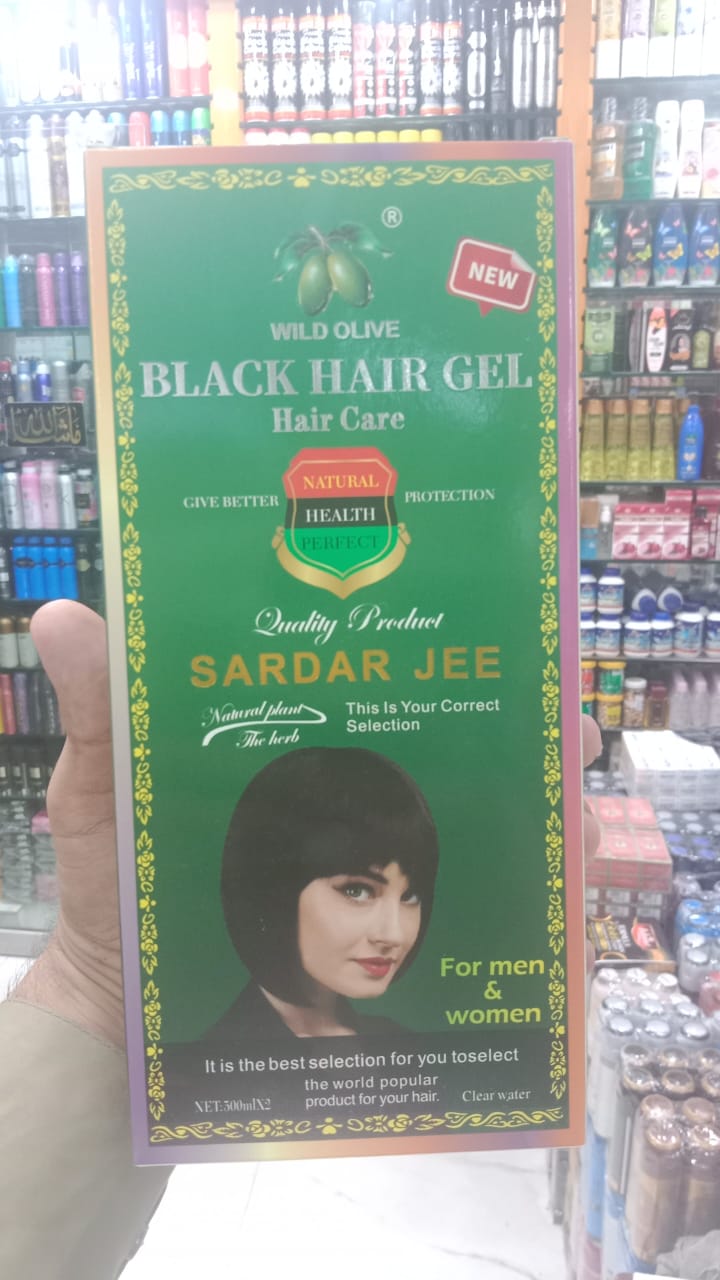 ®
NEW
WILD OLIVE
BLACK HAIR GEL
Hair Care
NATURAL
GIVE BETTER
PROTECTION
HEALTH
PERFECT
Quality Product
SARDAR JEE
Natural plant
The herb
This Is Your Correct
Selection
For men
&
women
It is the best selection for you toselect
the world popular
product for your hair.
NET:500mlX2
Clear water
ماشاءالله